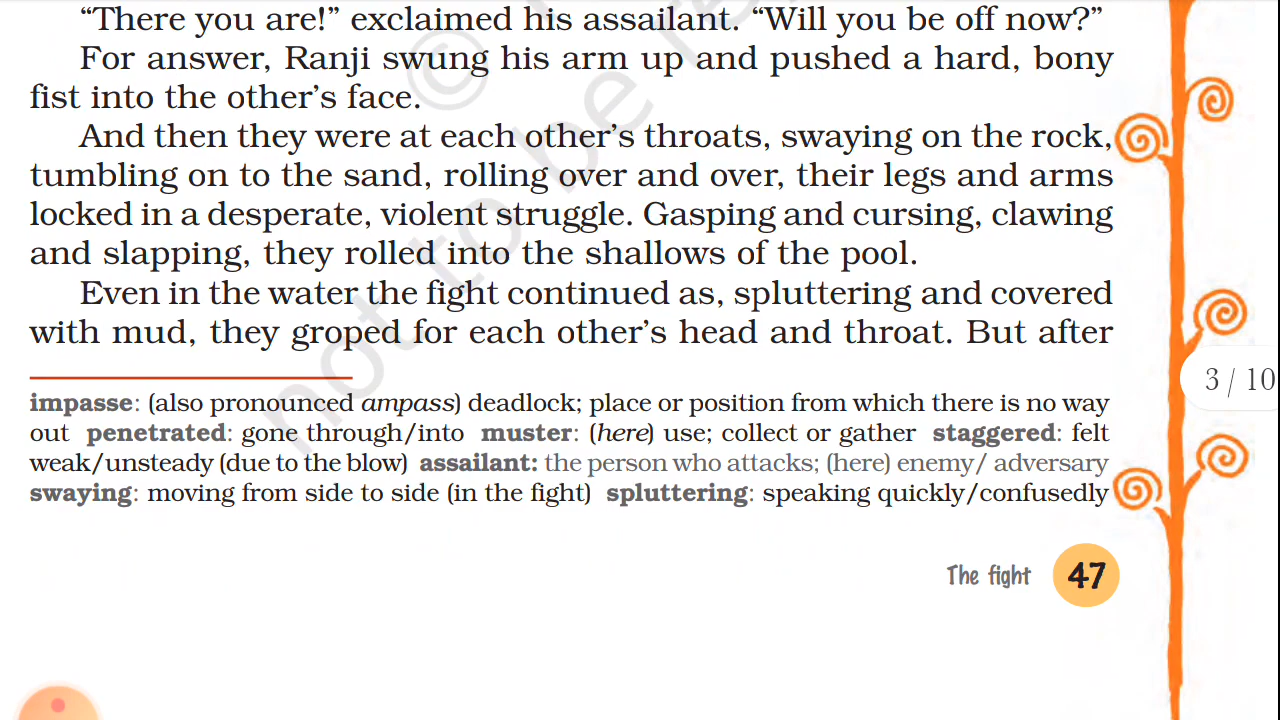 “There you are!” exclaimed his assailant. “Will you be off now?”
For answer, Ranji swung his arm up and pushed a hard, bony
fist into the other’s face.
And then they were at each other’s throats, swaying on the rock,
tumbling on to the sand, rolling over and over, their legs and arms
locked in a desperate, violent struggle. Gasping and cursing, clawing
and slapping, they rolled into the shallows of the pool.
Even in the water the fight continued as, spluttering and covered
with mud, they groped for each other’s head and throat. But after
impasse: (also pronounced ampass) deadlock; place or position from which there is no way
out penetrated: gone through/into muster: (here) use; collect or gather staggered: felt
weak/unsteady (due to the blow) assailant: the person who attacks; (here) enemy/ adversary
swaying: moving from side to side (in the fight) spluttering: speaking quickly/confusedly
The fight 47
3 / 10
© not to be re